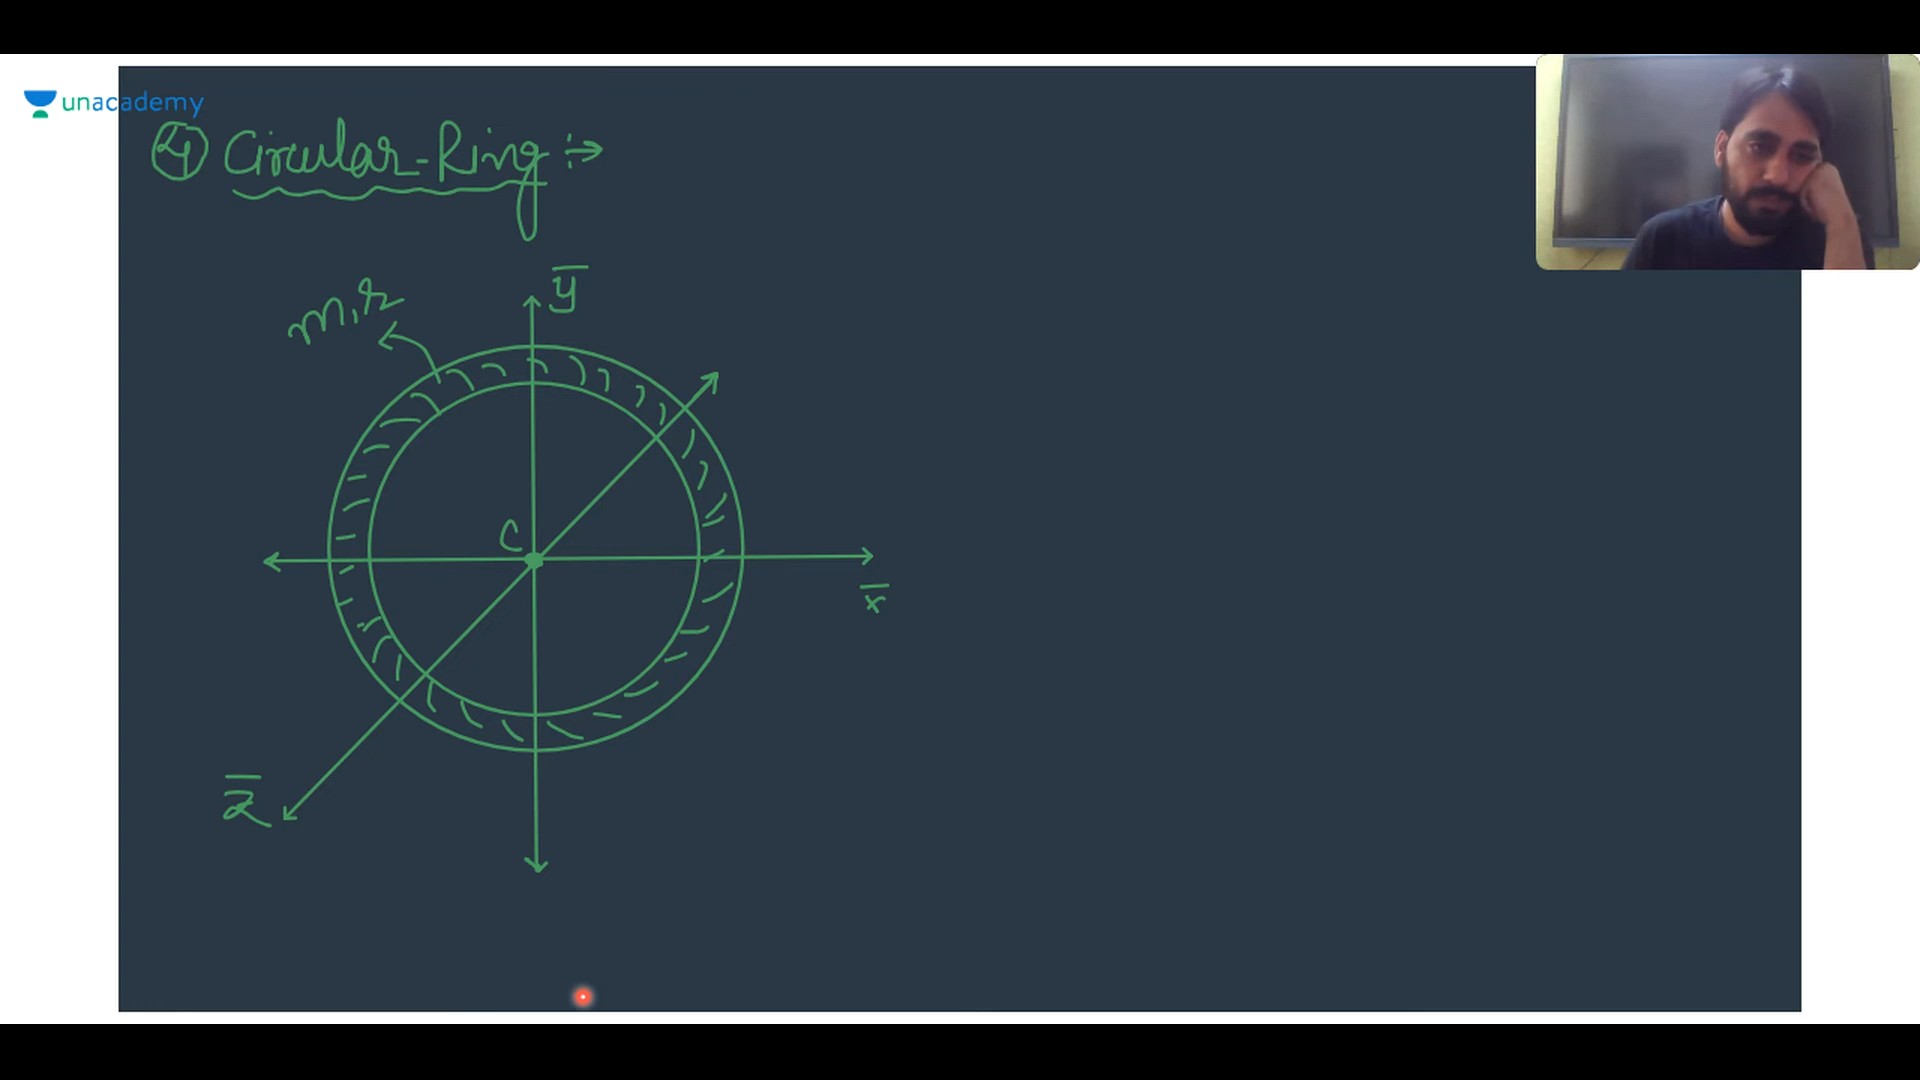 unacademy
④ Circular-Ring :→
y̅
m, r
C
x̅
z̅